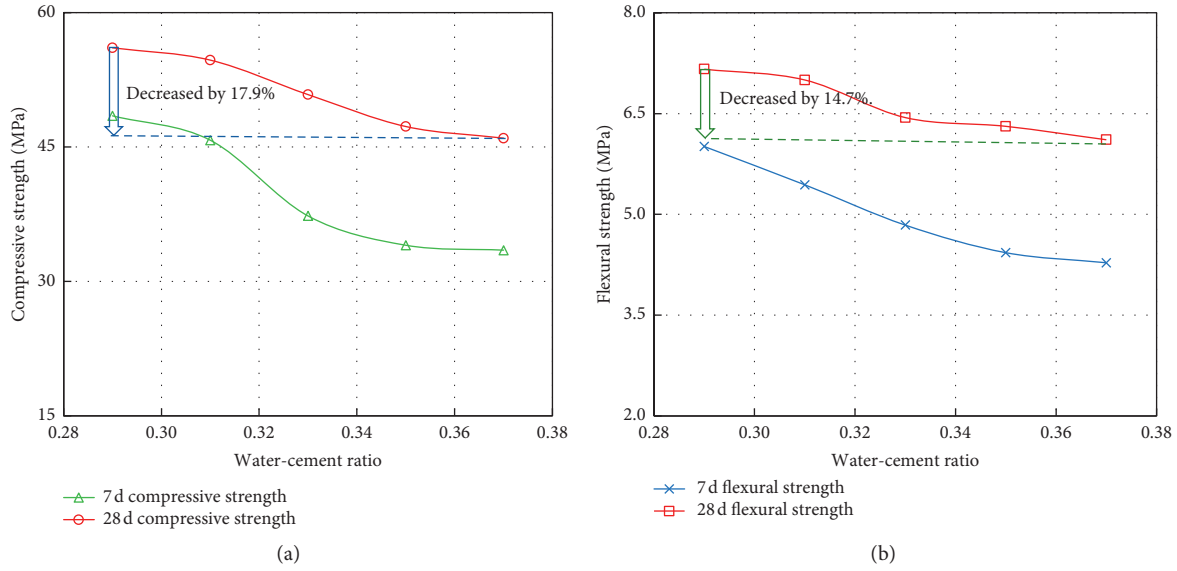 60
45
30
15
Compressive strength (MPa)
Decreased by 17.9%
0.28 0.30 0.32 0.34 0.36 0.38
Water-cement ratio
7 d compressive strength
28 d compressive strength
(a)
8.0
6.5
5.0
3.5
2.0
Flexural strength (MPa)
Decreased by 14.7%.
0.28 0.30 0.32 0.34 0.36 0.38
Water-cement ratio
7 d flexural strength
28 d flexural strength
(b)